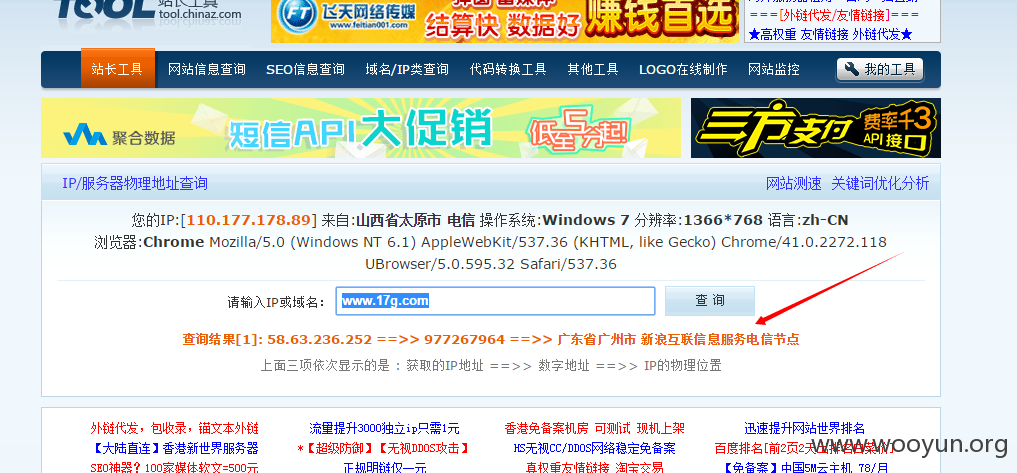 TOOL 站长工具
tool.chinaz.com
飞天网络传媒
www.feitian001.net
弹窗 富媒体
结算快 数据好
赚钱首选
===[外链代发/友情链接]===
★高权重 友情链接 外链代发★
站长工具 网站信息查询 SEO信息查询 域名/IP类查询 代码转换工具 其他工具 LOGO在线制作 网站监控 我的工具
聚合数据 短信API大促销 低至5分起!
三方支付 费率千3 API接口
IP/服务器物理地址查询 网站测速 关键词优化分析
您的IP:[110.177.178.89] 来自:山西省太原市 电信 操作系统:Windows 7 分辨率:1366*768 语言:zh-CN
浏览器:Chrome Mozilla/5.0 (Windows NT 6.1) AppleWebKit/537.36 (KHTML, like Gecko) Chrome/41.0.2272.118
UBrowser/5.0.595.32 Safari/537.36
请输入IP或域名: www.17g.com 查 询
查询结果[1]: 58.63.236.252 ==>> 977267964 ==>> 广东省广州市 新浪互联信息服务电信节点
上面三项依次显示的是 : 获取的IP地址 ==>> 数字地址 ==>> IP的物理位置
外链代发，包收录，锚文本外链 流量提升3000独立ip只需1元 香港免备案机房 可测试 现机上架 迅速提升网站世界排名
【大陆直连】香港新世界服务器 *【超级防御】【无视DDOS攻击】 HS无视CC/DDOS网络稳定免备案 百度排名[前2页2天上排名自菜价]
SEO神器? 100家媒体软文=500元 正规明链仅一元 真权重友链 淘宝交易 【免备案】中国5M云主机 78/月
www.wooyun.org